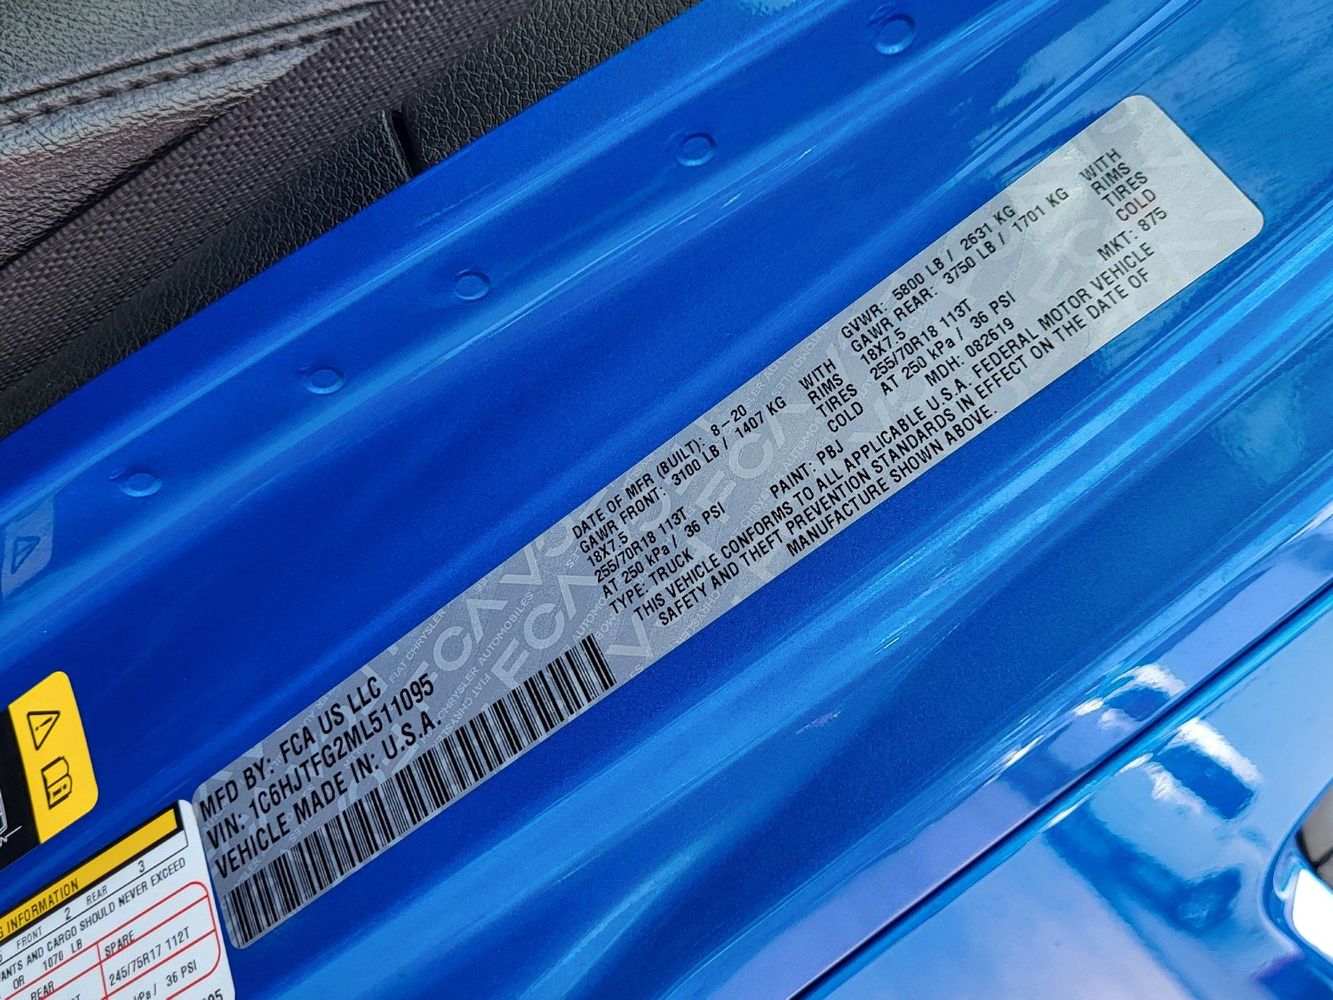 MFD BY: FCA US LLC
VIN: 1C6HJTFG2ML511095
VEHICLE MADE IN: U.S.A.
DATE OF MFR (BUILT): 8-20
GVWR: 5800 LB / 2631 KG
GAWR FRONT: 3100 LB / 1407 KG WITH
GAWR REAR: 3750 LB / 1701 KG WITH
18X7.5 RIMS
18X7.5 RIMS
255/70R18 113T TIRES
255/70R18 113T TIRES
AT 250 kPa / 36 PSI COLD
AT 250 kPa / 36 PSI COLD
TYPE: TRUCK PAINT: PBJ MDH: 082619 MKT: 875
THIS VEHICLE CONFORMS TO ALL APPLICABLE U.S.A. FEDERAL MOTOR VEHICLE
SAFETY AND THEFT PREVENTION STANDARDS IN EFFECT ON THE DATE OF
MANUFACTURE SHOWN ABOVE.
INFORMATION
FRONT 2 REAR 3
AND CARGO SHOULD NEVER EXCEED
OR 1070 LB
REAR SPARE
245/75R17 112T
36 PSI